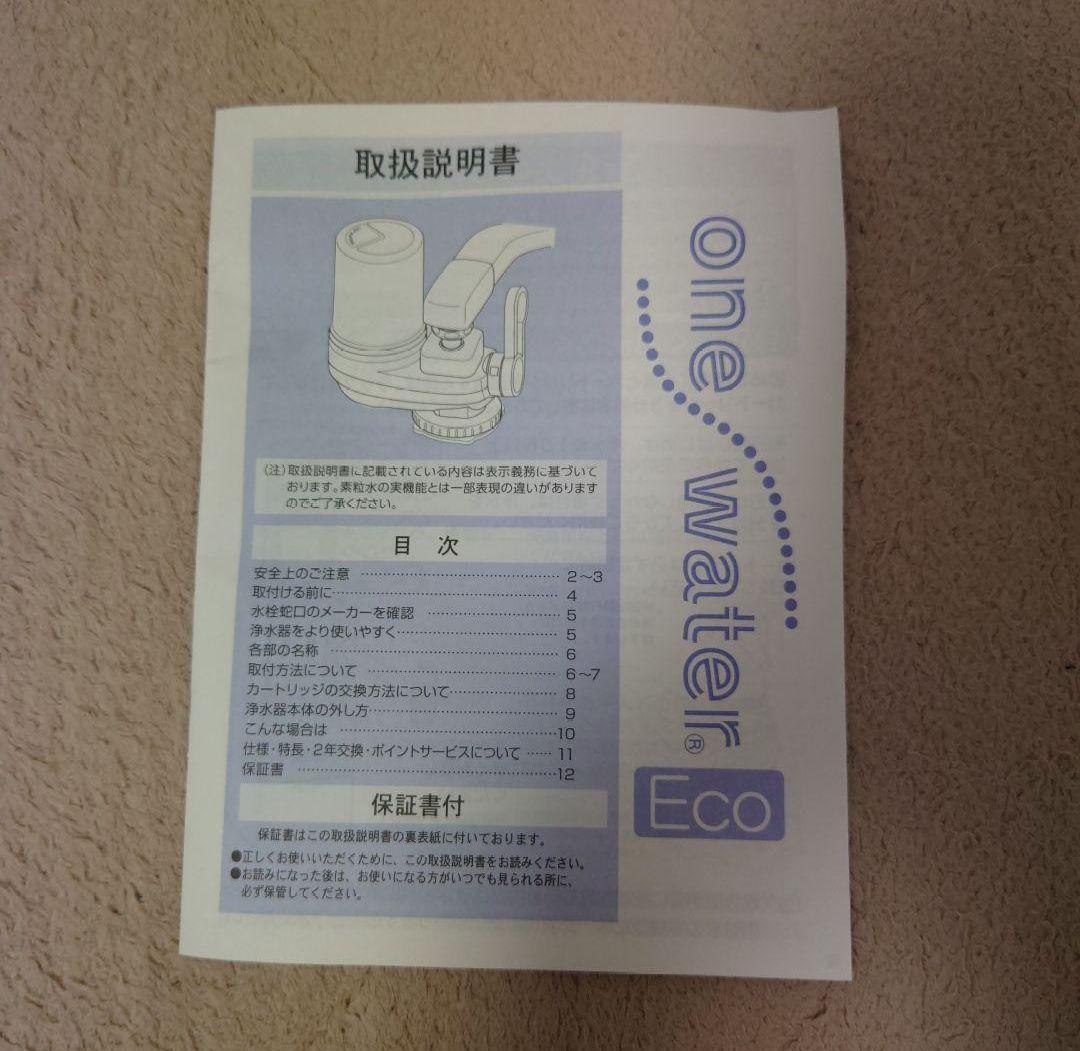 取扱説明書
(注)取扱説明書に記載されている内容は表示義務に基づいて
おります。素粒水の実機能とは一部表現の違いがあります
のでご了承ください。
目 次
安全上のご注意 …………………………………… 2〜3
取付ける前に…………………………………… 4
水栓蛇口のメーカーを確認 …………………… 5
浄水器をより使いやすく…………………………… 5
各部の名称 …………………………………… 6
取付方法について …………………………… 6〜7
カートリッジの交換方法について………………… 8
浄水器本体の外し方……………………………… 9
こんな場合は …………………………………10
仕様・特長・2年交換・ポイントサービスについて …… 11
保証書 ………………………………………12
保証書付
保証書はこの取扱説明書の裏表紙に付いております。
●正しくお使いいただくために、この取扱説明書をお読みください。
●お読みになった後は、お使いになる方がいつでも見られる所に、
必ず保管してください。
one water®
Eco